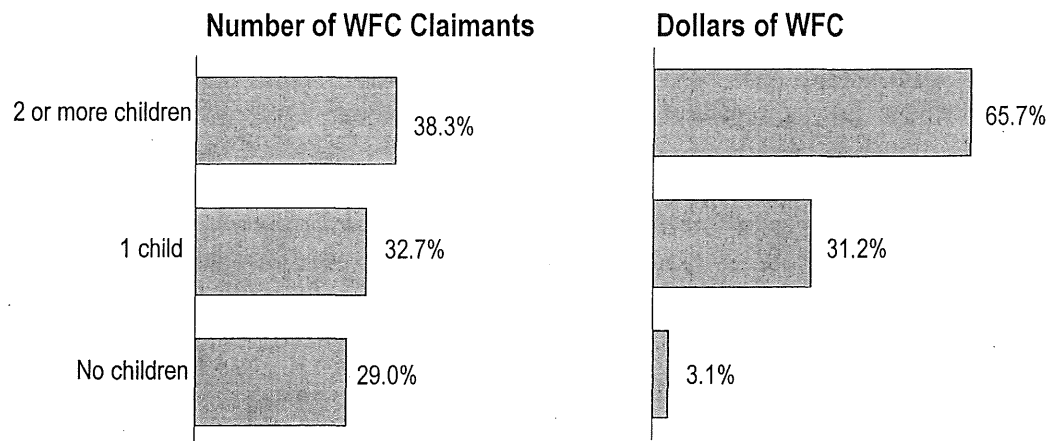 Number of WFC Claimants
Dollars of WFC
2 or more children
38.3%
65.7%
1 child
32.7%
31.2%
No children
29.0%
3.1%